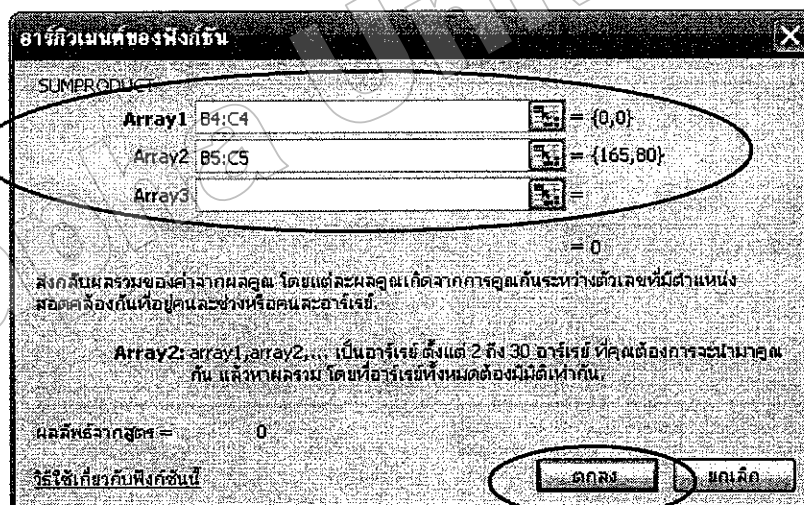 อาร์กิวเมนต์ของฟังก์ชัน
SUMPRODUCT
Array1 B4:C4 = {0,0}
Array2 B5:C5 = {165,80}
Array3 =
= 0
ส่งกลับผลรวมของค่าจากผลคูณ โดยแต่ละผลคูณเกิดจากการคูณกันระหว่างตัวเลขที่มีตำแหน่ง
สอดคล้องกันที่อยู่คนละช่วงหรือคนละอาร์เรย์.
Array2: array1,array2,... เป็นอาร์เรย์ ตั้งแต่ 2 ถึง 30 อาร์เรย์ ที่คุณต้องการจะนำมาคูณ
กัน แล้วหาผลรวม โดยที่อาร์เรย์ทั้งหมดต้องมีมิติเท่ากัน.
ผลลัพธ์จากสูตร = 0
วิธีใช้เกี่ยวกับฟังก์ชันนี้ ตกลง ยกเลิก